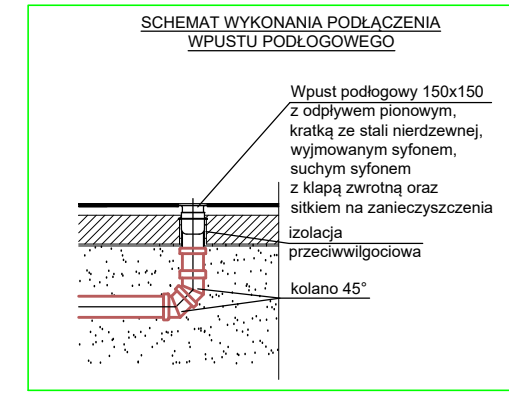 SCHEMAT WYKONANIA PODŁĄCZENIA
WPUSTU PODŁOGOWEGO
Wpust podłogowy 150x150
z odpływem pionowym,
kratką ze stali nierdzewnej,
wyjmowanym syfonem,
suchym syfonem
z klapą zwrotną oraz
sitkiem na zanieczyszczenia
izolacja
przeciwwilgociowa
kolano 45°